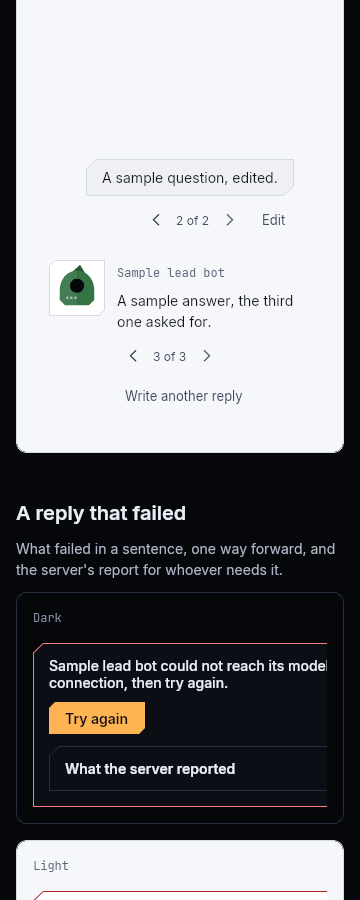 A sample question, edited.
2 of 2
Edit
Sample lead bot
A sample answer, the third
one asked for.
3 of 3
Write another reply
A reply that failed
What failed in a sentence, one way forward, and
the server's report for whoever needs it.
Dark
Sample lead bot could not reach its model
connection, then try again.
Try again
What the server reported
Light